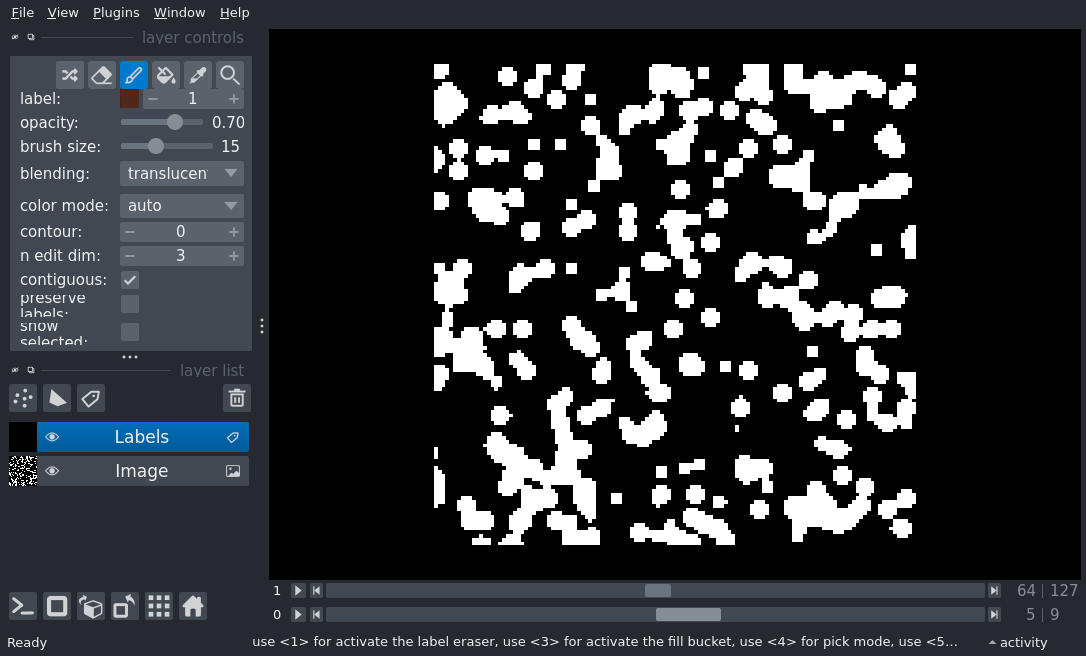 File View Plugins Window Help
layer controls
label: 1
opacity: 0.70
brush size: 15
blending: translucen
color mode: auto
contour: 0
n edit dim: 3
contiguous:
preserve
labels:
show
selected:
layer list
Labels
Image
1 64 127
0 5 9
Ready use <1> for activate the label eraser, use <3> for activate the fill bucket, use <4> for pick mode, use <5... activity